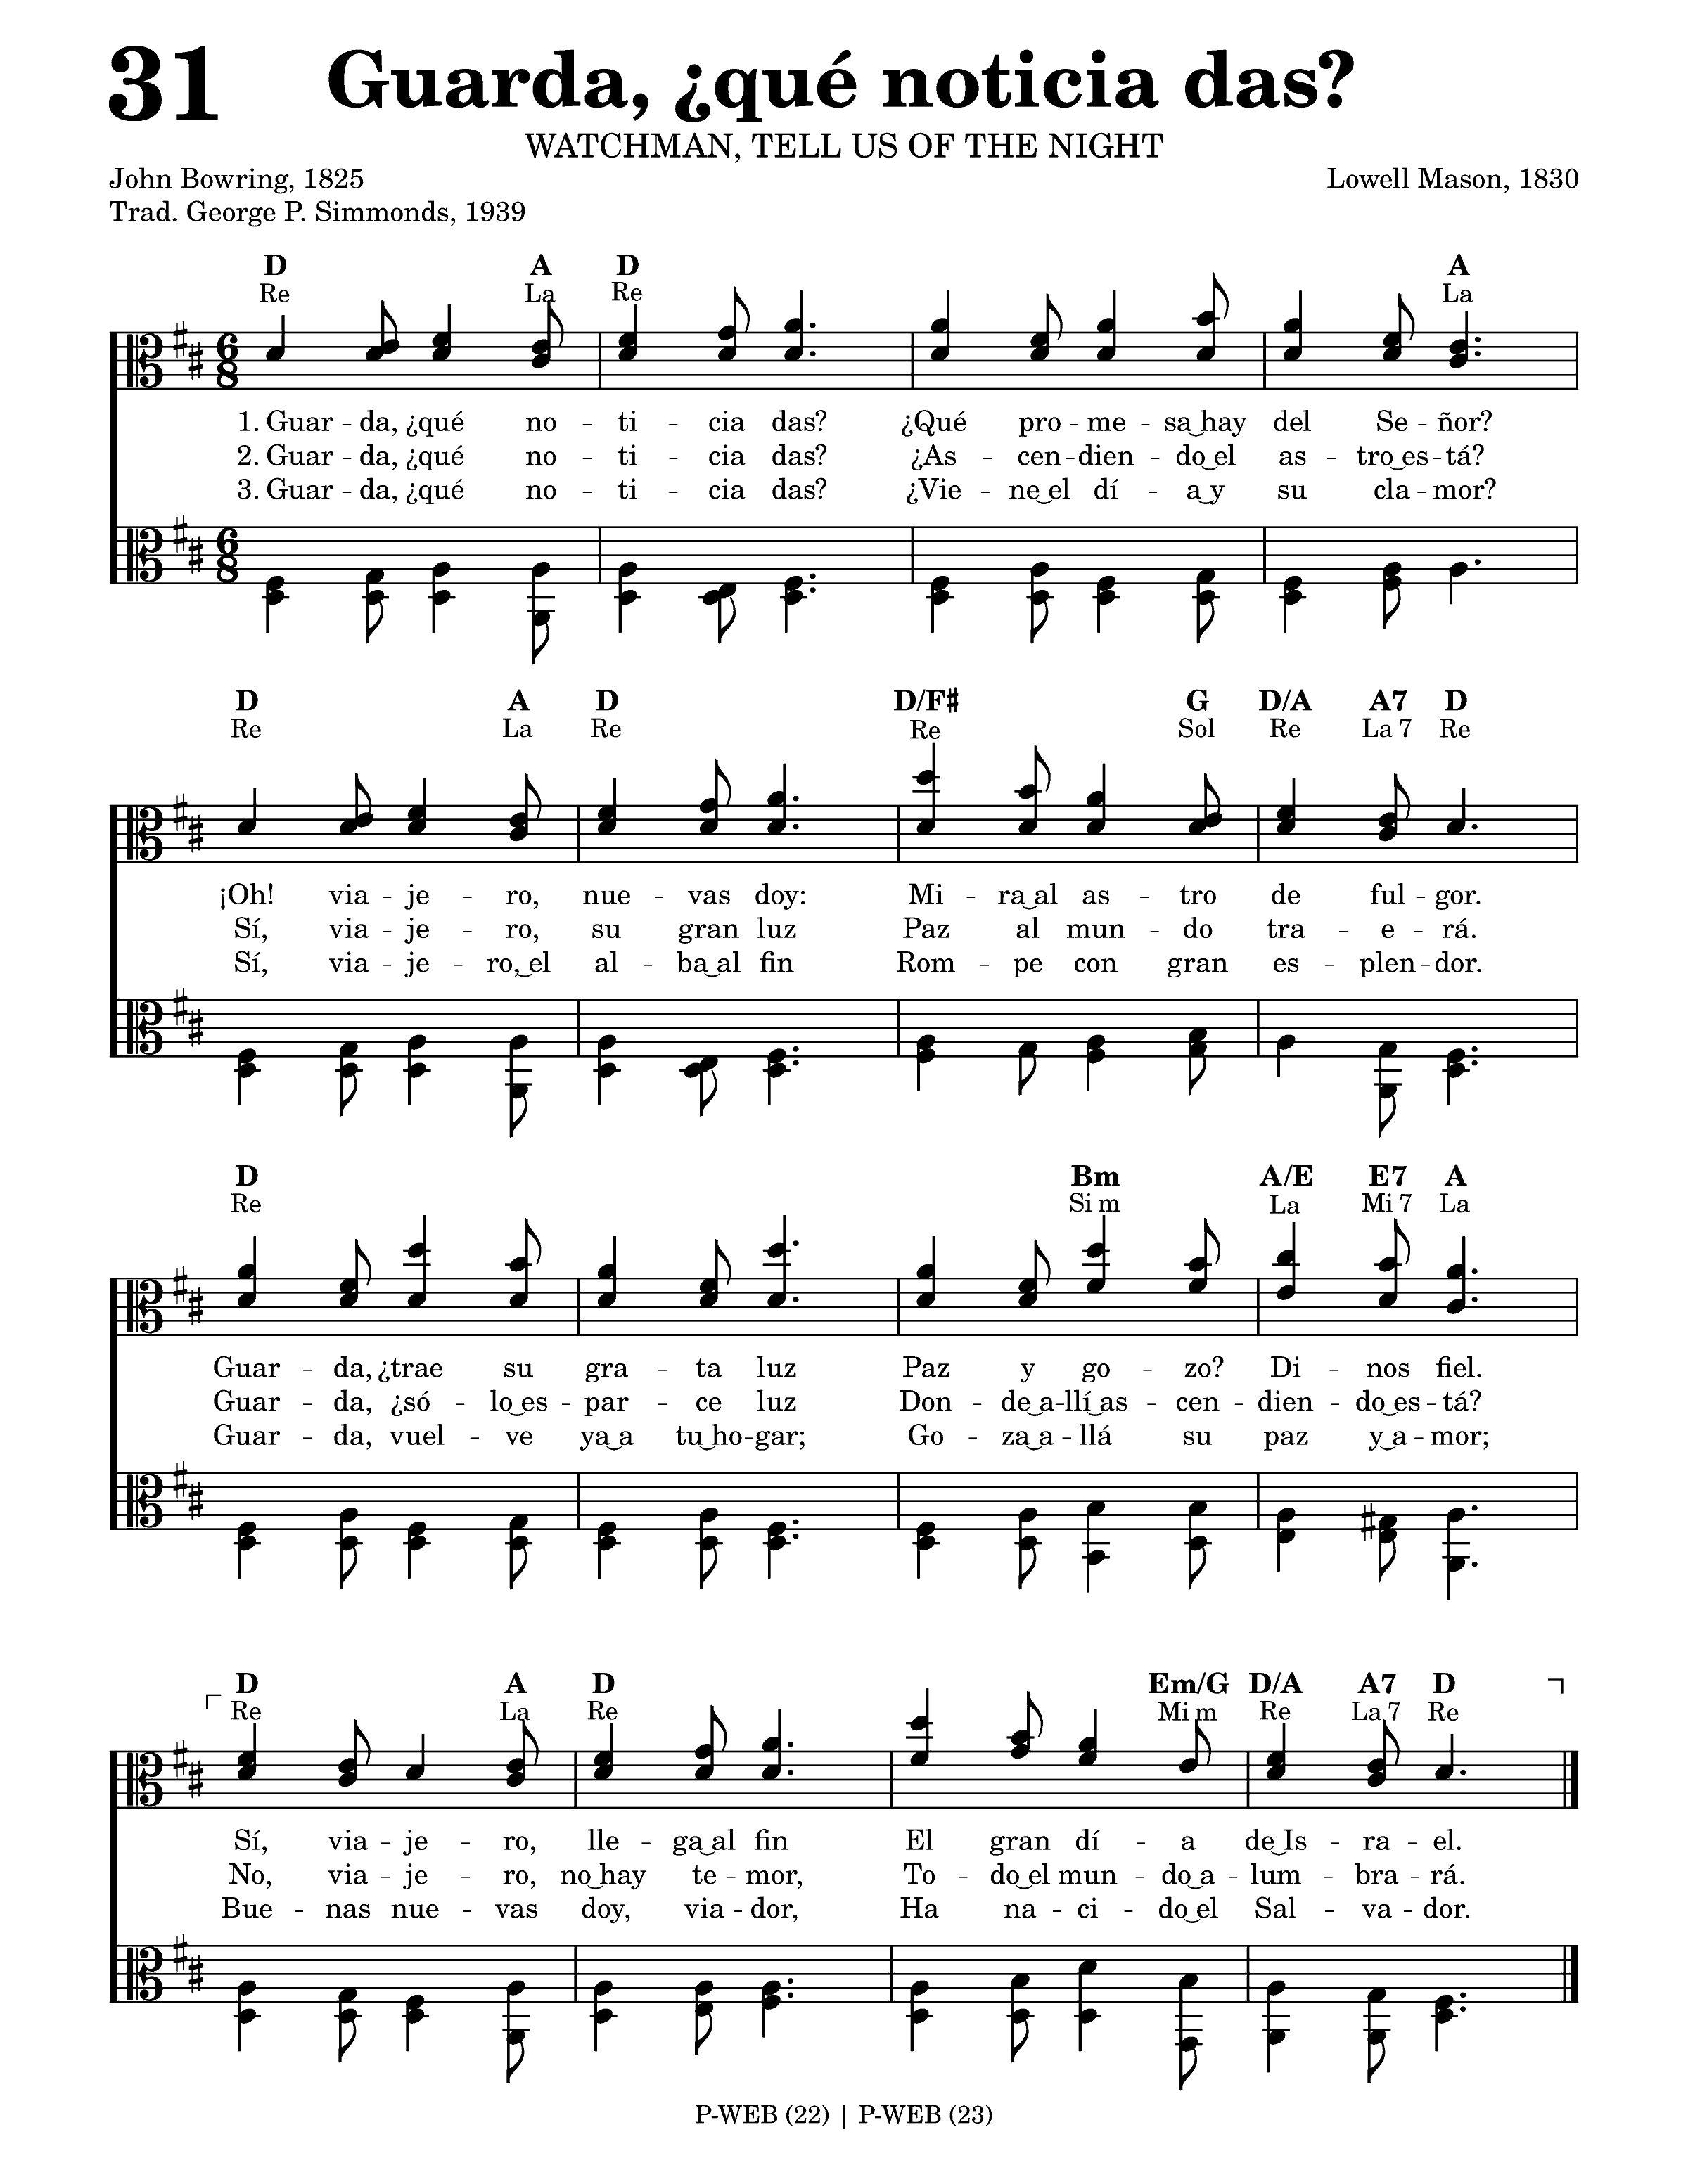 31 Guarda, ¿qué noticia das?
WATCHMAN, TELL US OF THE NIGHT
John Bowring, 1825 Lowell Mason, 1830
Trad. George P. Simmonds, 1939
D A D A
Re La Re La
6 8
1. Guar - da, ¿qué no - ti - cia das? ¿Qué pro - me - sa‿hay del Se - ñor?
2. Guar - da, ¿qué no - ti - cia das? ¿As - cen - dien - do‿el as - tro‿es - tá?
3. Guar - da, ¿qué no - ti - cia das? ¿Vie - ne‿el dí - a‿y su cla - mor?
6 8
D A D D/F♯ G D/A A7 D
Re La Re Re Sol Re La 7 Re
¡Oh! via - je - ro, nue - vas doy: Mi - ra‿al as - tro de ful - gor.
Sí, via - je - ro, su gran luz Paz al mun - do tra - e - rá.
Sí, via - je - ro,‿el al - ba‿al fin Rom - pe con gran es - plen - dor.
D Bm A/E E7 A
Re Si m La Mi 7 La
Guar - da, ¿trae su gra - ta luz Paz y go - zo? Di - nos fiel.
Guar - da, ¿só - lo‿es - par - ce luz Don - de‿a - llí‿as - cen - dien - do‿es - tá?
Guar - da, vuel - ve ya‿a tu‿ho - gar; Go - za‿a - llá su paz y‿a - mor;
D A D Em/G D/A A7 D
Re La Re Mi m Re La 7 Re
Sí, via - je - ro, lle - ga‿al fin El gran dí - a de‿Is - ra - el.
No, via - je - ro, no‿hay te - mor, To - do‿el mun - do‿a - lum - bra - rá.
Bue - nas nue - vas doy, via - dor, Ha na - ci - do‿el Sal - va - dor.
P-WEB (22) | P-WEB (23)